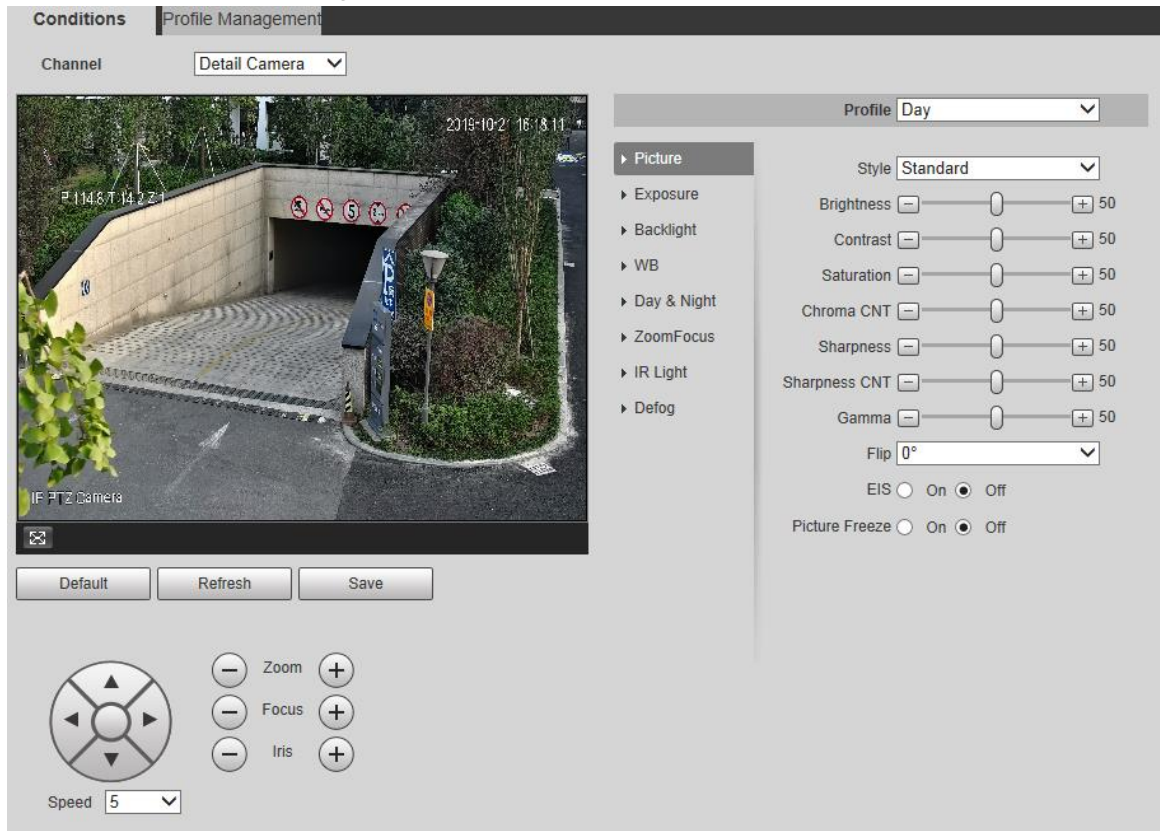 Conditions Profile Management
Channel Detail Camera
2019-10-21 16:18:11
P:114.8 T:14.2 Z:1
5
P
IP PTZ Camera
Default Refresh Save
Zoom
Focus
Iris
Speed 5
Profile Day
Picture
Exposure
Backlight
WB
Day & Night
ZoomFocus
IR Light
Defog
Style Standard
Brightness 50
Contrast 50
Saturation 50
Chroma CNT 50
Sharpness 50
Sharpness CNT 50
Gamma 50
Flip 0°
EIS On Off
Picture Freeze On Off